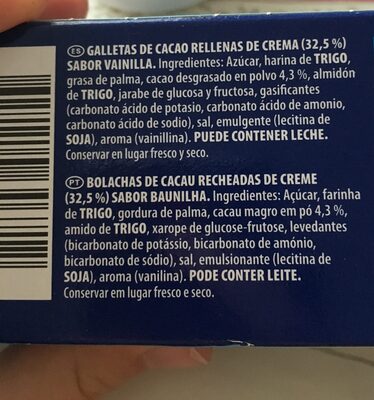 ES GALLETAS DE CACAO RELLENAS DE CREMA (32,5 %)
SABOR VAINILLA. Ingredientes: Azúcar, harina de TRIGO,
grasa de palma, cacao desgrasado en polvo 4,3 %, almidón
de TRIGO, jarabe de glucosa y fructosa, gasificantes
(carbonato ácido de potasio, carbonato ácido de amonio,
carbonato ácido de sodio), sal, emulgente (lecitina de
SOJA), aroma (vainillina). PUEDE CONTENER LECHE.
Conservar en lugar fresco y seco.
PT BOLACHAS DE CACAU RECHEADAS DE CREME
(32,5 %) SABOR BAUNILHA. Ingredientes: Açúcar, farinha
de TRIGO, gordura de palma, cacau magro em pó 4,3 %,
amido de TRIGO, xarope de glucose-frutose, levedantes
(bicarbonato de potássio, bicarbonato de amónio,
bicarbonato de sódio), sal, emulsionante (lecitina de
SOJA), aroma (vanilina). PODE CONTER LEITE.
Conservar em lugar fresco e seco.